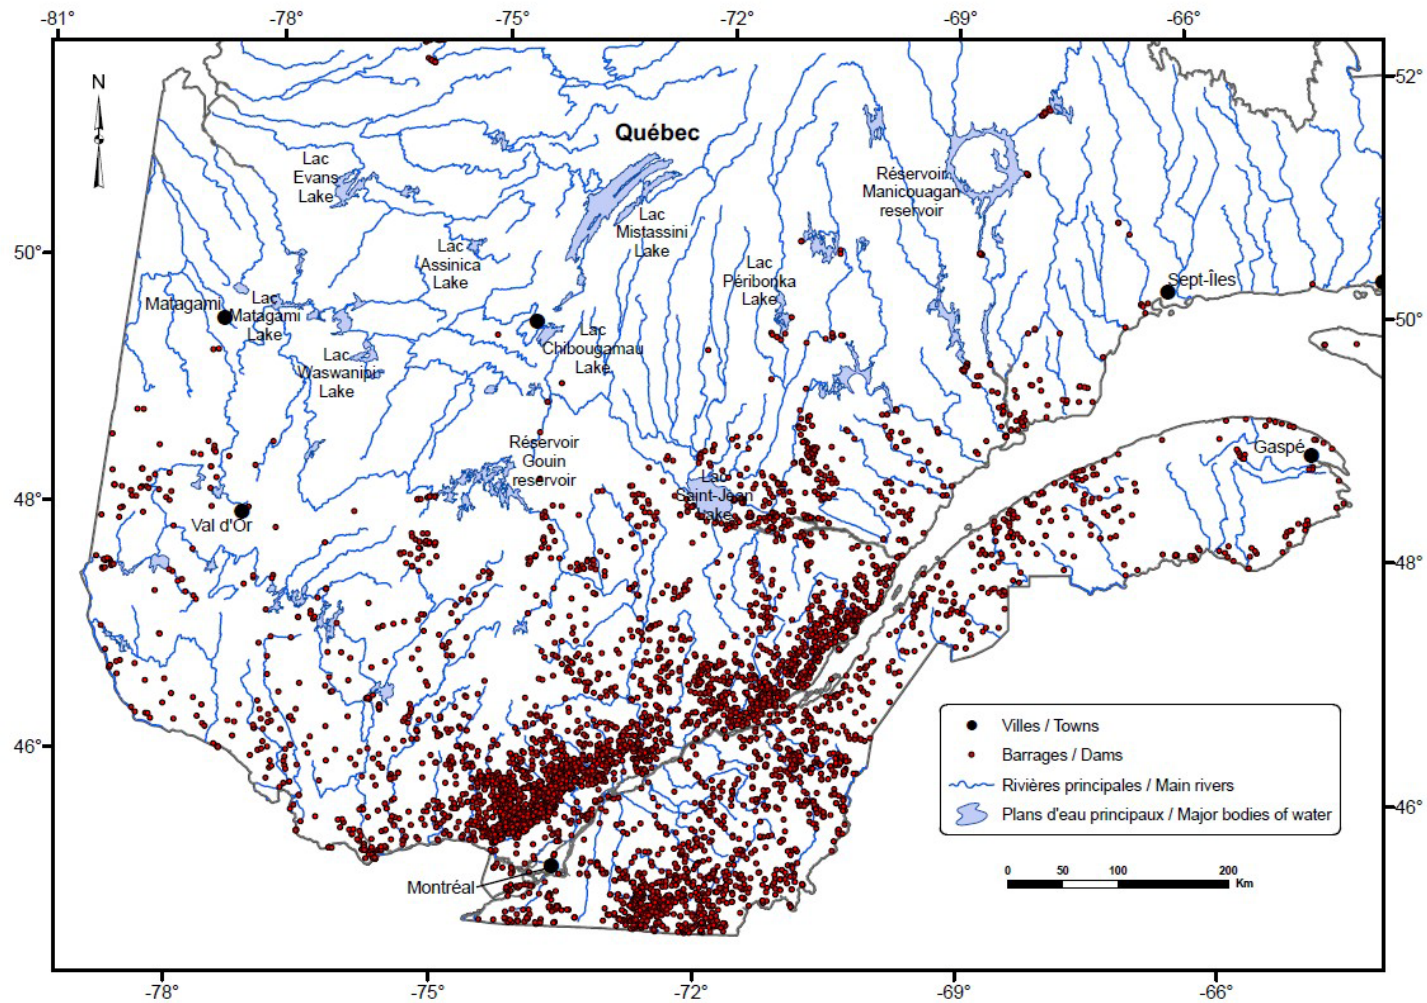 -81°
-78°
-75°
-72°
-69°
-66°
N
52°
Québec
Lac
Evans
Lake
Réservoir
Manicouagan
reservoir
Lac
Mistassini
Lake
50°
Lac
Assinica
Lake
Lac
Péribonka
Lake
Sept-Îles
Matagami
Lac
Matagami
Lake
50°
Lac
Chibougamau
Lake
Lac
Waswanipi
Lake
Réservoir
Gouin
reservoir
Gaspé
Lac
Saint-Jean
Lake
48°
Val d'Or
48°
46°
Villes / Towns
Barrages / Dams
Rivières principales / Main rivers
Plans d'eau principaux / Major bodies of water
46°
0 50 100 200
Km
Montréal
-78°
-75°
-72°
-69°
-66°